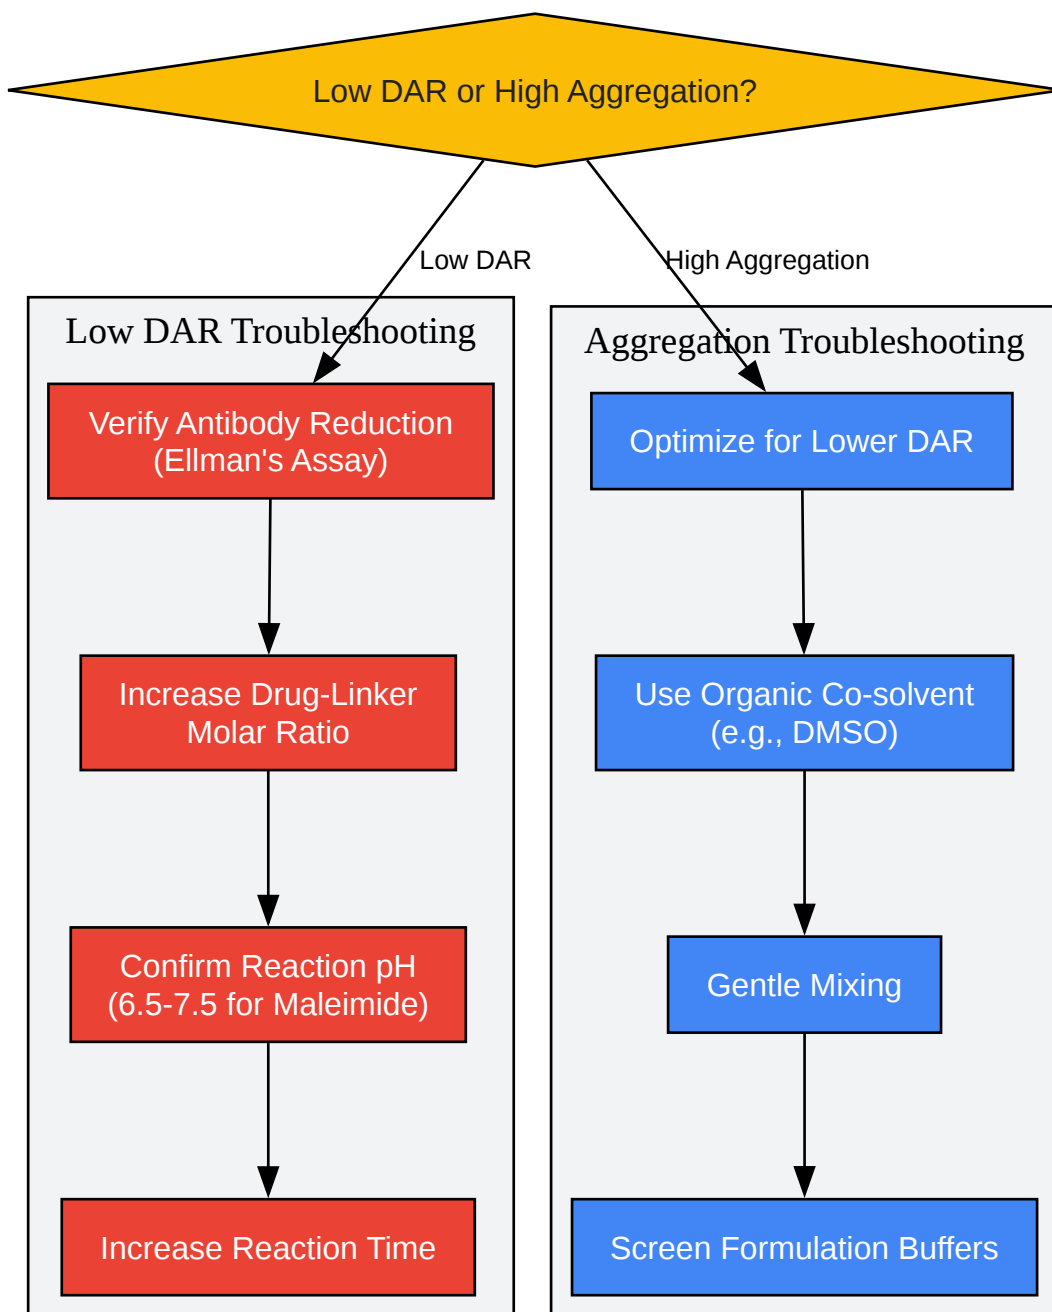 Low DAR or High Aggregation?
Low DAR
High Aggregation
Low DAR Troubleshooting
Verify Antibody Reduction
(Ellman's Assay)
Increase Drug-Linker
Molar Ratio
Confirm Reaction pH
(6.5-7.5 for Maleimide)
Increase Reaction Time
Aggregation Troubleshooting
Optimize for Lower DAR
Use Organic Co-solvent
(e.g., DMSO)
Gentle Mixing
Screen Formulation Buffers